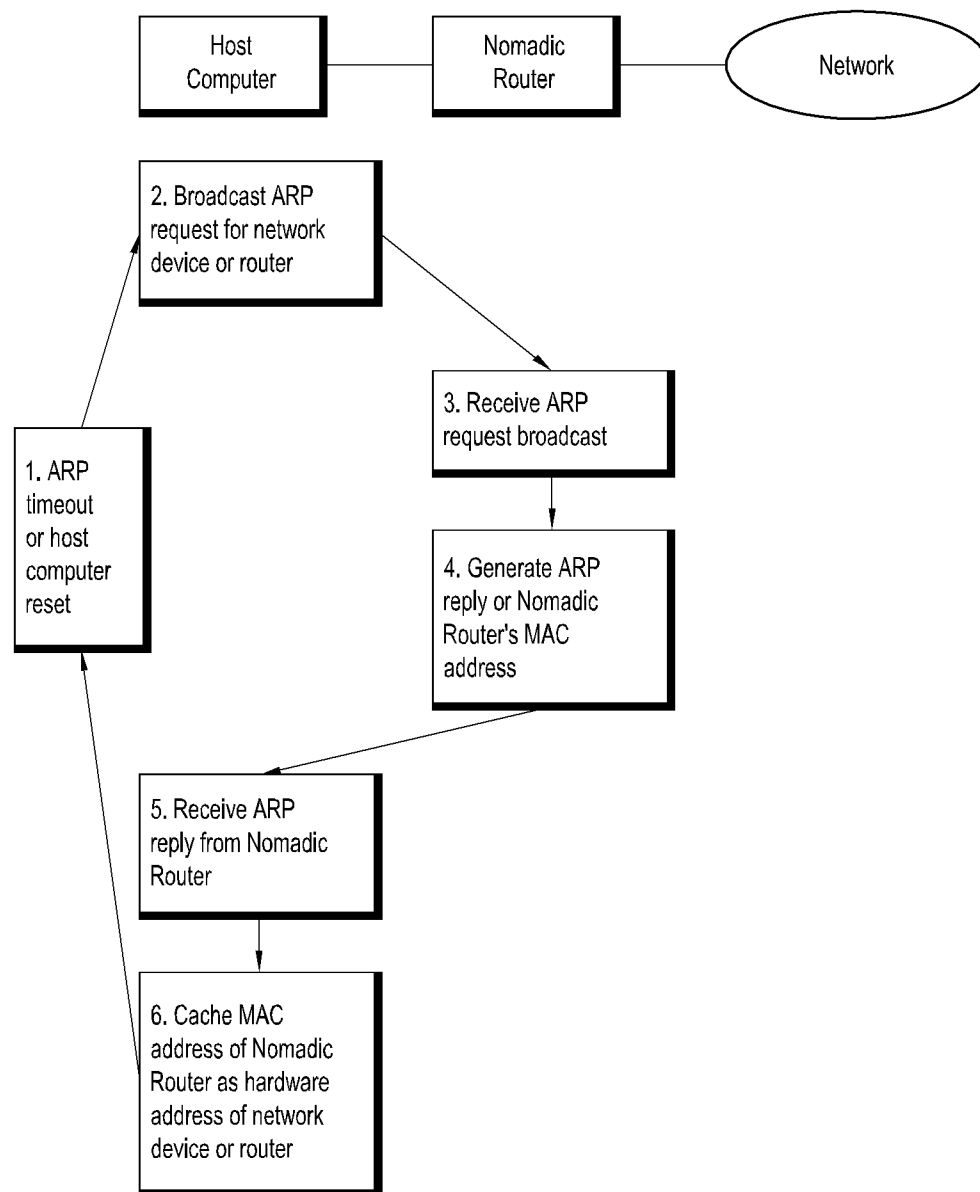 Host
Computer
Nomadic
Router
Network
2. Broadcast ARP
request for network
device or router
3. Receive ARP
request broadcast
1. ARP
timeout
or host
computer
reset
4. Generate ARP
reply or Nomadic
Router's MAC
address
5. Receive ARP
reply from Nomadic
Router
6. Cache MAC
address of Nomadic
Router as hardware
address of network
device or router